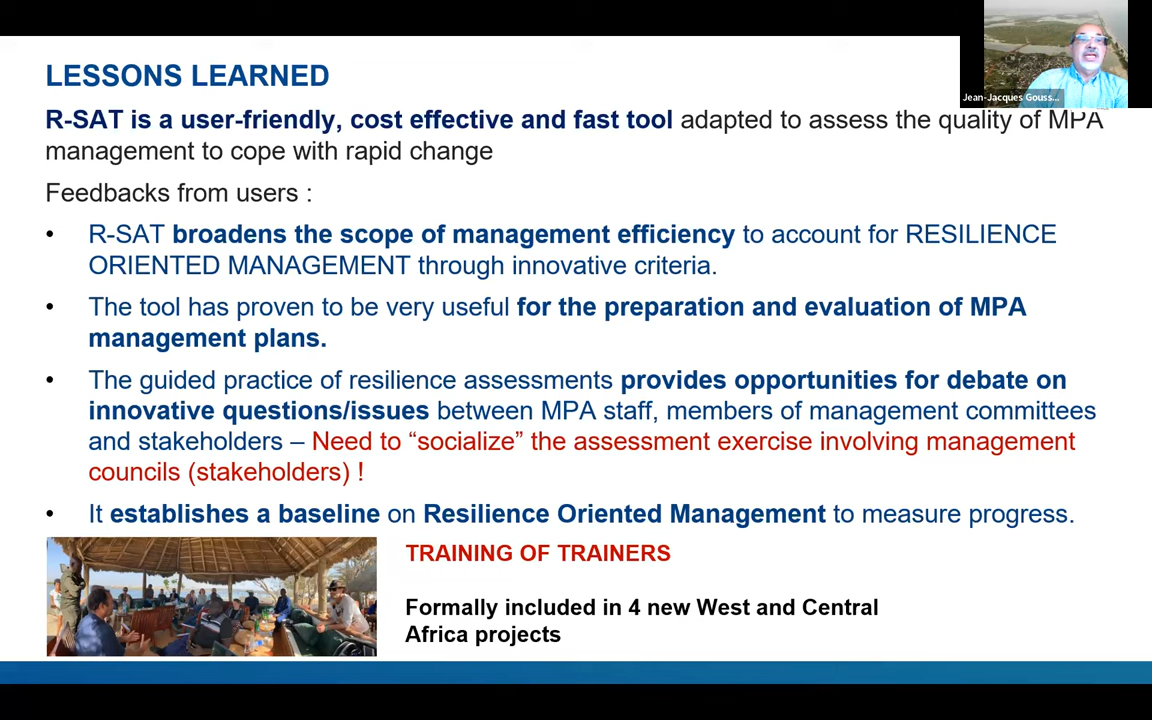 LESSONS LEARNED
R-SAT is a user-friendly, cost effective and fast tool adapted to assess the quality of MPA
management to cope with rapid change
Feedbacks from users :
• R-SAT broadens the scope of management efficiency to account for RESILIENCE
ORIENTED MANAGEMENT through innovative criteria.
• The tool has proven to be very useful for the preparation and evaluation of MPA
management plans.
• The guided practice of resilience assessments provides opportunities for debate on
innovative questions/issues between MPA staff, members of management committees
and stakeholders – Need to “socialize” the assessment exercise involving management
councils (stakeholders) !
• It establishes a baseline on Resilience Oriented Management to measure progress.
TRAINING OF TRAINERS
Formally included in 4 new West and Central
Africa projects
Jean-Jacques Gouss...